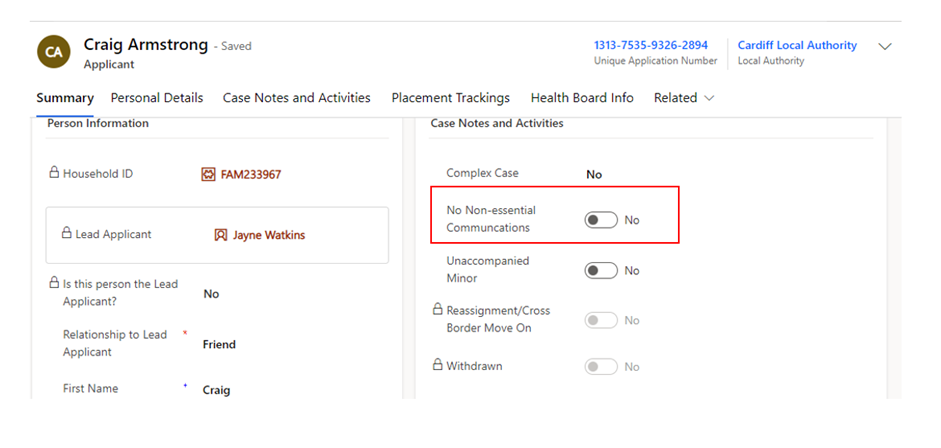 CA
Craig Armstrong - Saved
Applicant
1313-7535-9326-2894
Unique Application Number
Cardiff Local Authority
Local Authority
Summary Personal Details Case Notes and Activities Placement Trackings Health Board Info Related
Person Information
Household ID FAM233967
Lead Applicant Jayne Watkins
Is this person the Lead
Applicant? No
Relationship to Lead *
Applicant Friend
First Name + Craig
Case Notes and Activities
Complex Case No
No Non-essential
Communcations No
Unaccompanied
Minor No
Reassignment/Cross
Border Move On No
Withdrawn No